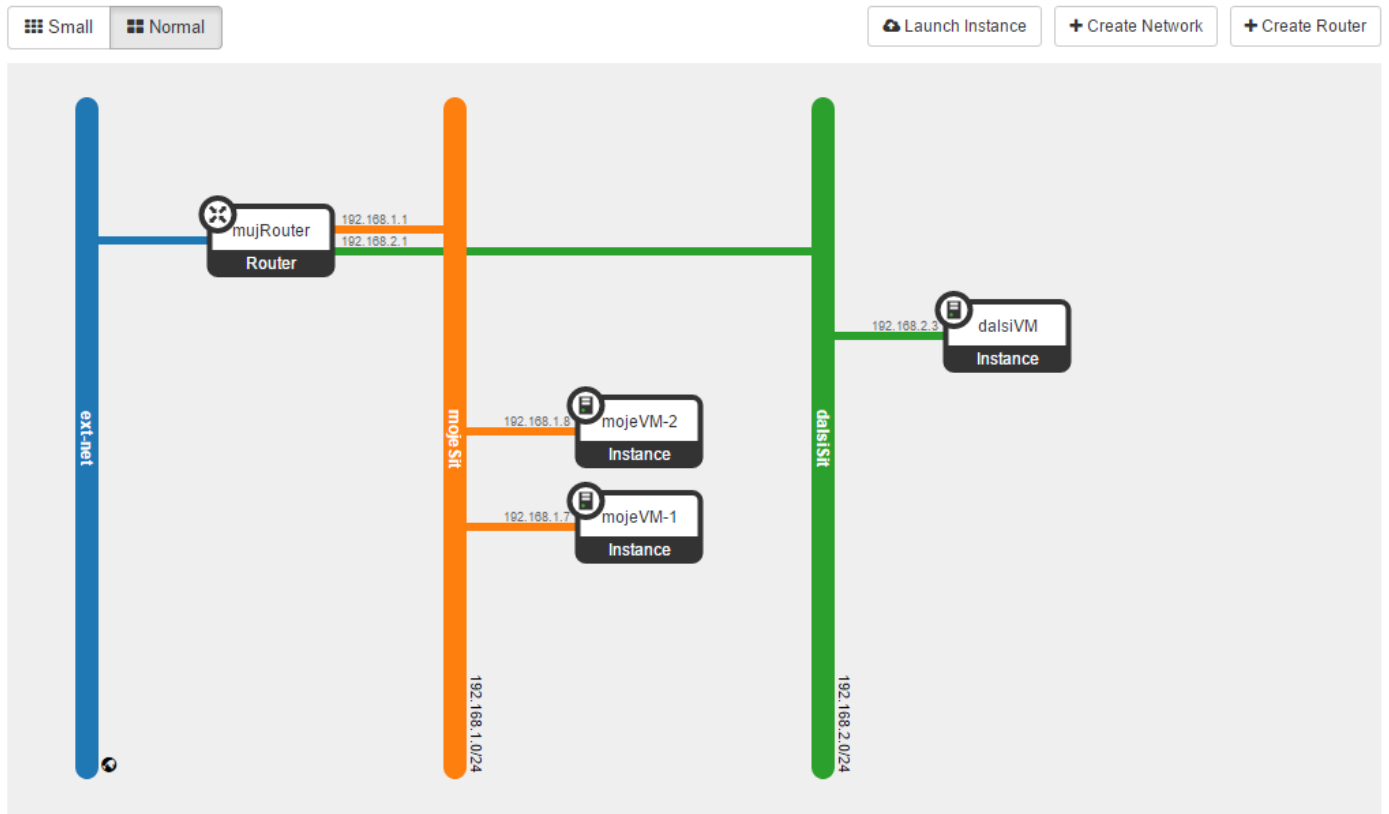 Small
Normal
Launch Instance
Create Network
Create Router
mujRouter
Router
192.168.1.1
192.168.2.1
192.168.2.3
dalsiVM
Instance
ext-net
mojeSit
dalsiSit
192.168.1.8
mojeVM-2
Instance
192.168.1.7
mojeVM-1
Instance
192.168.1.0/24
192.168.2.0/24